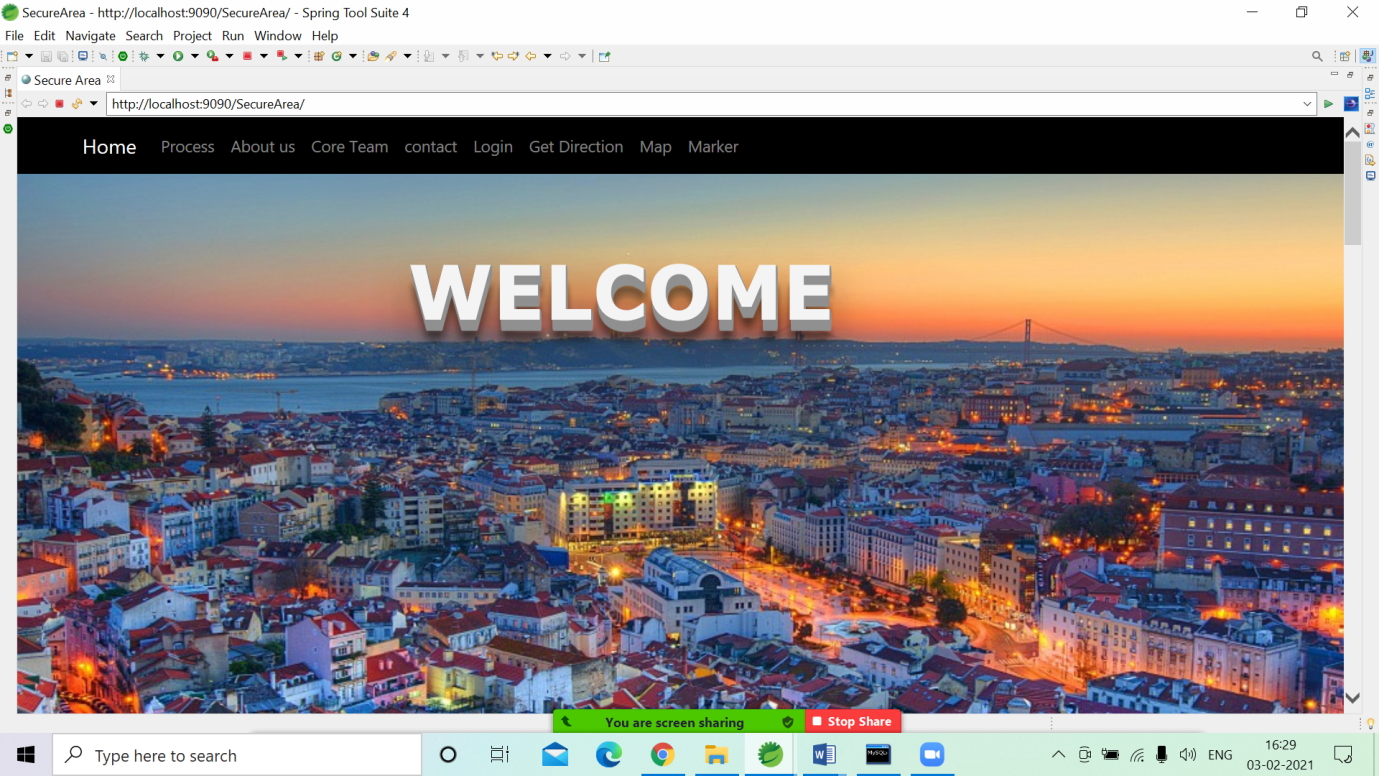 SecureArea - http://localhost:9090/SecureArea/ - Spring Tool Suite 4
File Edit Navigate Search Project Run Window Help
Secure Area
http://localhost:9090/SecureArea/
Home Process About us Core Team contact Login Get Direction Map Marker
WELCOME
You are screen sharing Stop Share
Type here to search
ENG
16:29
03-02-2021